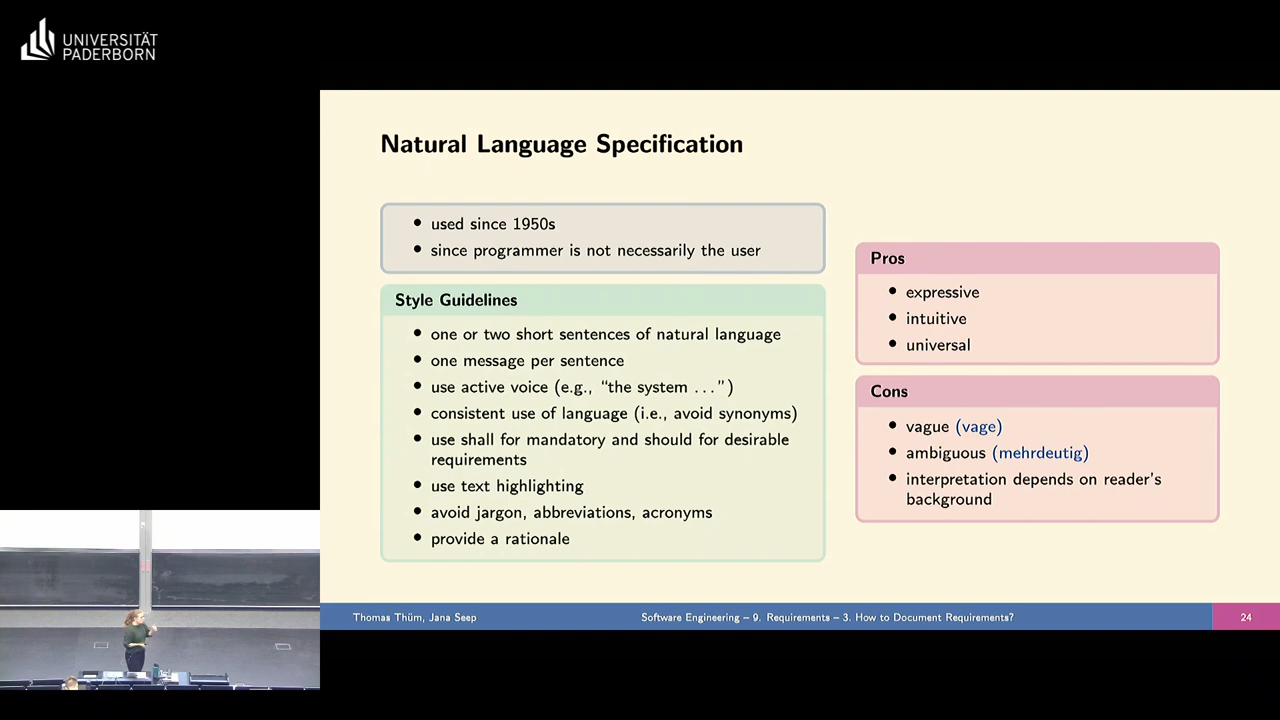 UNIVERSITÄT
PADERBORN
Natural Language Specification
• used since 1950s
• since programmer is not necessarily the user
Style Guidelines
• one or two short sentences of natural language
• one message per sentence
• use active voice (e.g., “the system ...”)
• consistent use of language (i.e., avoid synonyms)
• use shall for mandatory and should for desirable
requirements
• use text highlighting
• avoid jargon, abbreviations, acronyms
• provide a rationale
Pros
• expressive
• intuitive
• universal
Cons
• vague (vage)
• ambiguous (mehrdeutig)
• interpretation depends on reader's
background
Thomas Thüm, Jana Seep
Software Engineering – 9. Requirements – 3. How to Document Requirements?
24